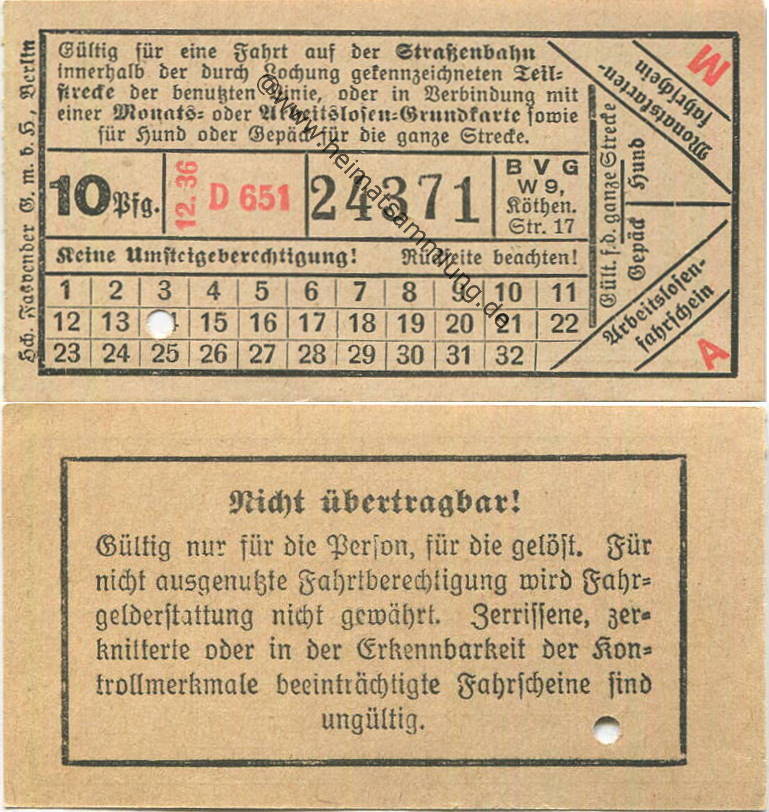 Hch. Fasbender G. m. b. H., Berlin
Gültig für eine Fahrt auf der Straßenbahn
innerhalb der durch Lochung gekennzeichneten Teil-
strecke der benutzten Linie, oder in Verbindung mit
einer Monats- oder Arbeitslosen-Grundkarte sowie
für Hund oder Gepäck für die ganze Strecke.
10 Pfg.
12. 36
D 651
24371
B V G
W 9,
Köthen.
Str. 17
Keine Umsteigeberechtigung! Rückseite beachten!
1 2 3 4 5 6 7 8 9 10 11
12 13 15 16 17 18 19 20 21 22
23 24 25 26 27 28 29 30 31 32
Gült. f. d. ganze Strecke
Gepäck Hund
Monatskarten-
fahrschein
M
Arbeitslosen-
fahrschein
A
©www.heimatsammlung.de
Nicht übertragbar!
Gültig nur für die Person, für die gelöst. Für
nicht ausgenutzte Fahrtberechtigung wird Fahr-
gelderstattung nicht gewährt. Zerrissene, zer-
knitterte oder in der Erkennbarkeit der Kon-
trollmerkmale beeinträchtigte Fahrscheine sind
ungültig.